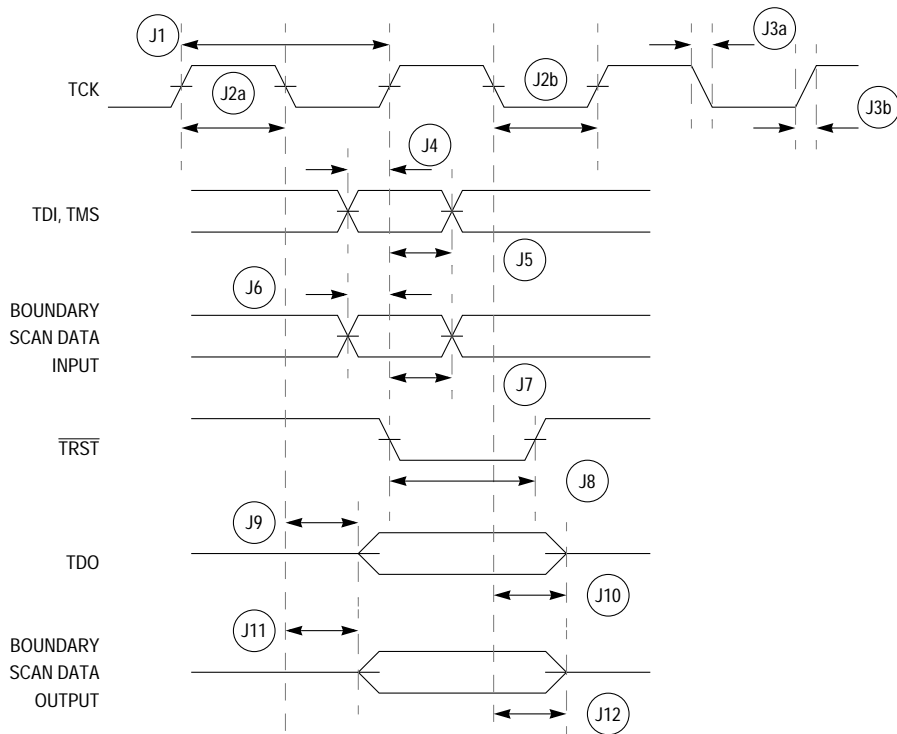 J1
J3a
TCK
J2a
J2b
J3b
J4
TDI, TMS
J5
J6
BOUNDARY
SCAN DATA
INPUT
J7
TRST
J8
J9
TDO
J10
J11
BOUNDARY
SCAN DATA
OUTPUT
J12